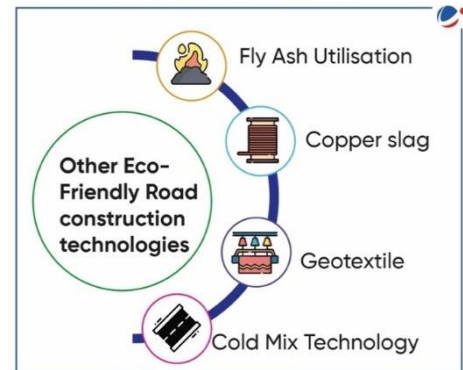 Fly Ash Utilisation
Copper slag
Other Eco-
Friendly Road
construction
technologies
Geotextile
Cold Mix Technology